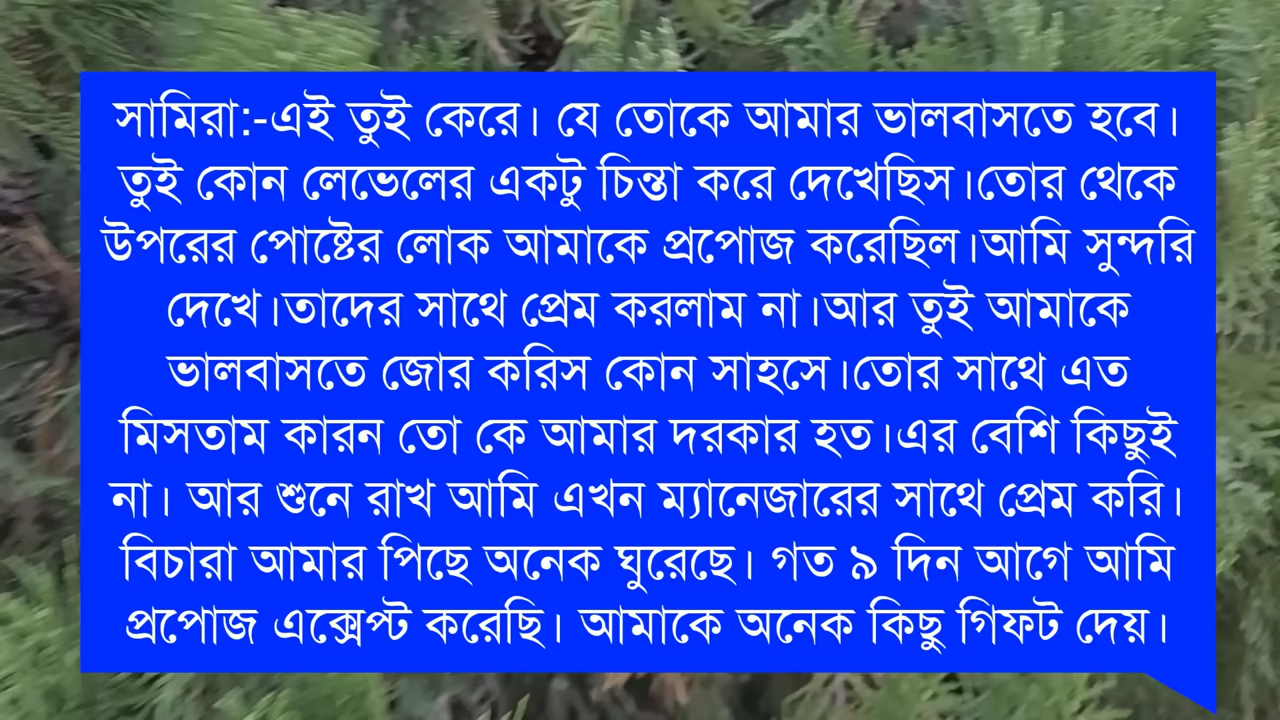 সামিরা:-এই তুই কেরে। যে তোকে আমার ভালবাসতে হবে।
তুই কোন লেভেলের একটু চিন্তা করে দেখেছিস।তোর থেকে
উপরের পোষ্টের লোক আমাকে প্রপোজ করেছিল।আমি সুন্দরি
দেখে।তাদের সাথে প্রেম করলাম না।আর তুই আমাকে
ভালবাসতে জোর করিস কোন সাহসে।তোর সাথে এত
মিসতাম কারন তো কে আমার দরকার হত।এর বেশি কিছুই
না। আর শুনে রাখ আমি এখন ম্যানেজারের সাথে প্রেম করি।
বিচারা আমার পিছে অনেক ঘুরেছে। গত ৯ দিন আগে আমি
প্রপোজ এক্সেপ্ট করেছি। আমাকে অনেক কিছু গিফট দেয়।